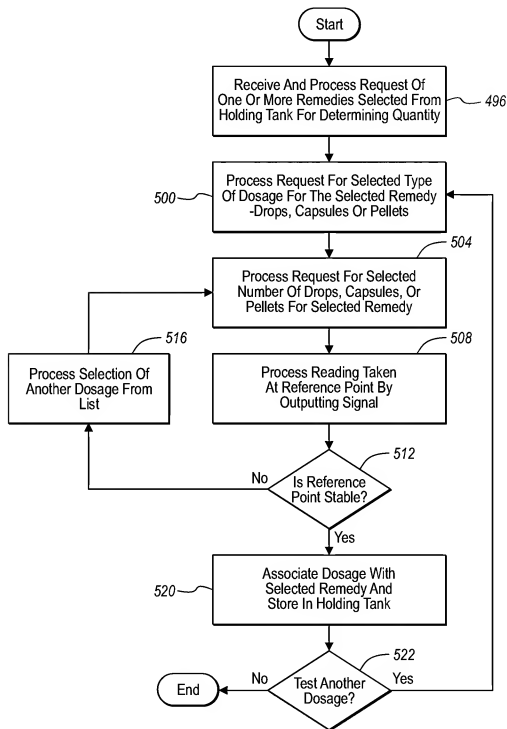 Start
Receive And Process Request Of
One Or More Remedies Selected From
Holding Tank For Determining Quantity
496
Process Request For Selected Type
Of Dosage For The Selected Remedy
-Drops, Capsules Or Pellets
500
504
Process Request For Selected
Number Of Drops, Capsules, Or
Pellets For Selected Remedy
516
Process Selection Of
Another Dosage From
List
508
Process Reading Taken
At Reference Point By
Outputting Signal
512
Is Reference
Point Stable?
No
Yes
Associate Dosage With
Selected Remedy And
Store In Holding Tank
520
522
Test Another
Dosage?
No
Yes
End